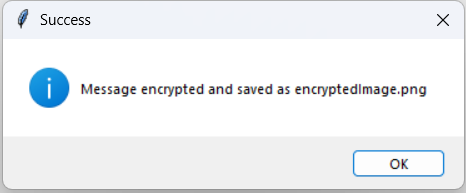 Success
Message encrypted and saved as encryptedImage.png
OK